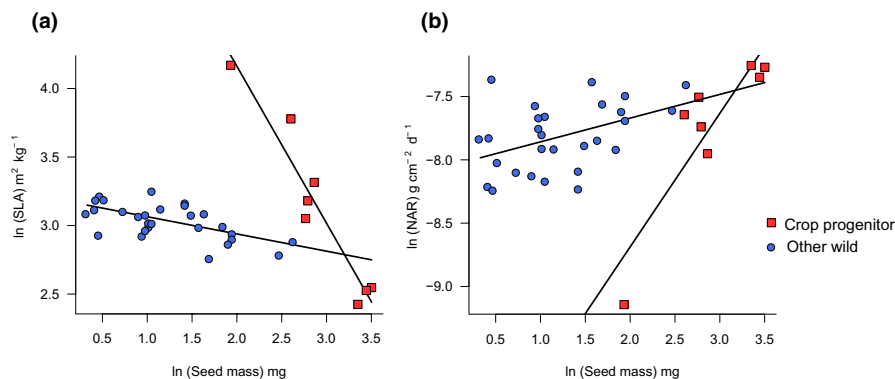 (a)
ln (SLA) m² kg⁻¹
4.0
3.5
3.0
2.5
0.5 1.0 1.5 2.0 2.5 3.0 3.5
ln (Seed mass) mg
(b)
ln (NAR) g cm⁻² d⁻¹
−7.5
−8.0
−8.5
−9.0
0.5 1.0 1.5 2.0 2.5 3.0 3.5
ln (Seed mass) mg
Crop progenitor
Other wild